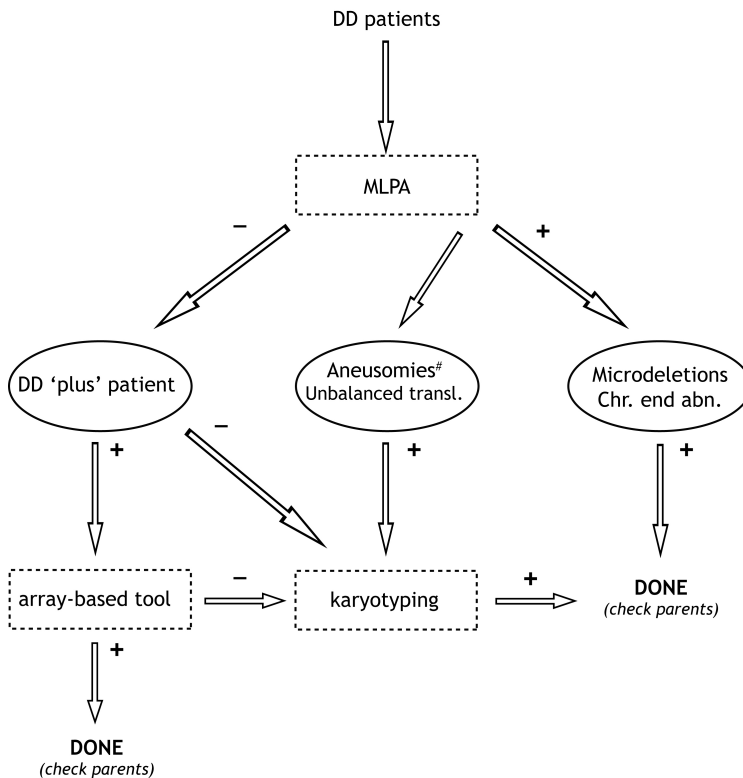 DD patients
MLPA
–
+
DD ‘plus’ patient
Aneusomies#
Unbalanced transl.
Microdeletions
Chr. end abn.
+
–
+
+
array-based tool
–
karyotyping
+
DONE
(check parents)
+
DONE
(check parents)